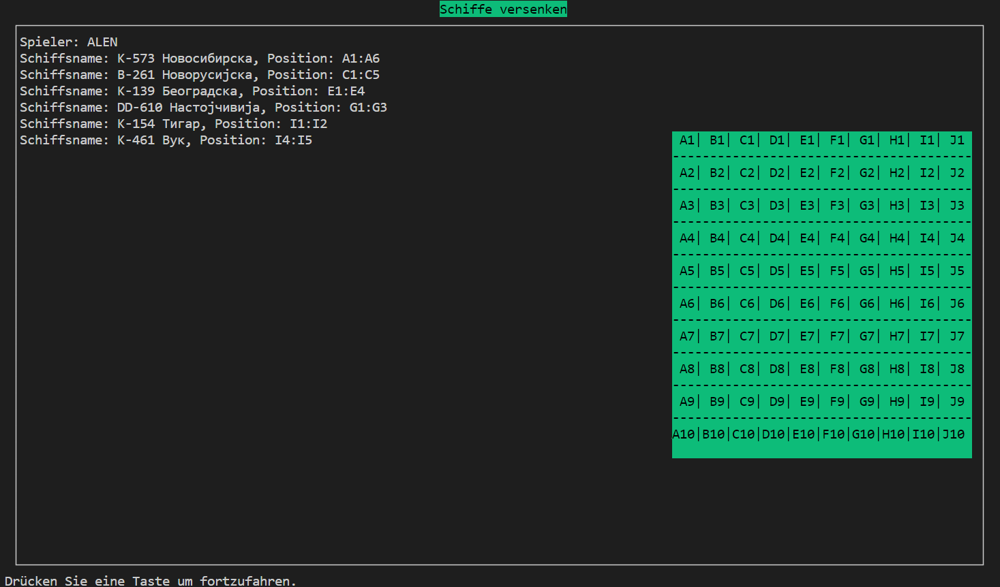 Schiffe versenken
Spieler: ALEN
Schiffsname: К-573 Новосибирска, Position: A1:A6
Schiffsname: В-261 Новорусијска, Position: C1:C5
Schiffsname: К-139 Београдска, Position: E1:E4
Schiffsname: DD-610 Настојчивија, Position: G1:G3
Schiffsname: К-154 Тигар, Position: I1:I2
Schiffsname: К-461 Вук, Position: I4:I5
A1| B1| C1| D1| E1| F1| G1| H1| I1| J1
----------------------------------------
A2| B2| C2| D2| E2| F2| G2| H2| I2| J2
----------------------------------------
A3| B3| C3| D3| E3| F3| G3| H3| I3| J3
----------------------------------------
A4| B4| C4| D4| E4| F4| G4| H4| I4| J4
----------------------------------------
A5| B5| C5| D5| E5| F5| G5| H5| I5| J5
----------------------------------------
A6| B6| C6| D6| E6| F6| G6| H6| I6| J6
----------------------------------------
A7| B7| C7| D7| E7| F7| G7| H7| I7| J7
----------------------------------------
A8| B8| C8| D8| E8| F8| G8| H8| I8| J8
----------------------------------------
A9| B9| C9| D9| E9| F9| G9| H9| I9| J9
----------------------------------------
A10|B10|C10|D10|E10|F10|G10|H10|I10|J10
Drücken Sie eine Taste um fortzufahren.